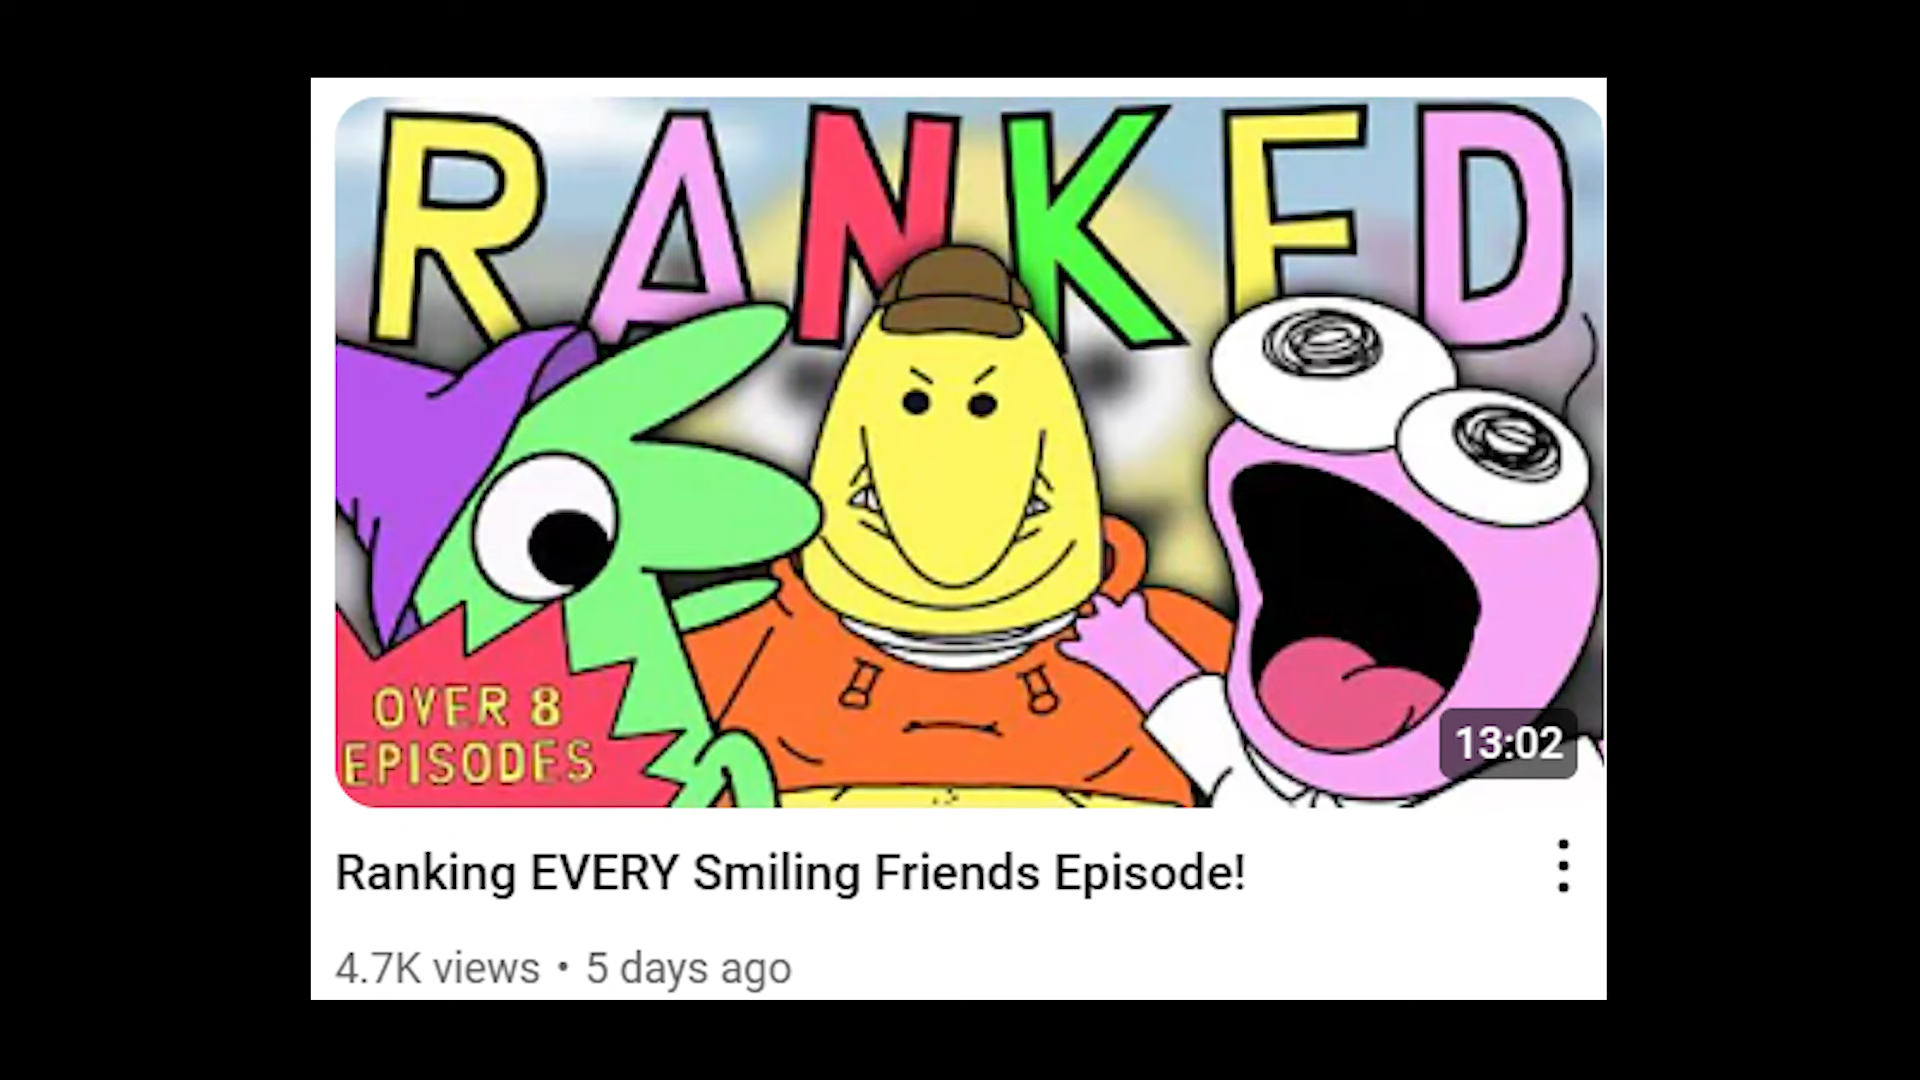 RANKED
OVER 8
EPISODES
13:02
Ranking EVERY Smiling Friends Episode!
4.7K views • 5 days ago